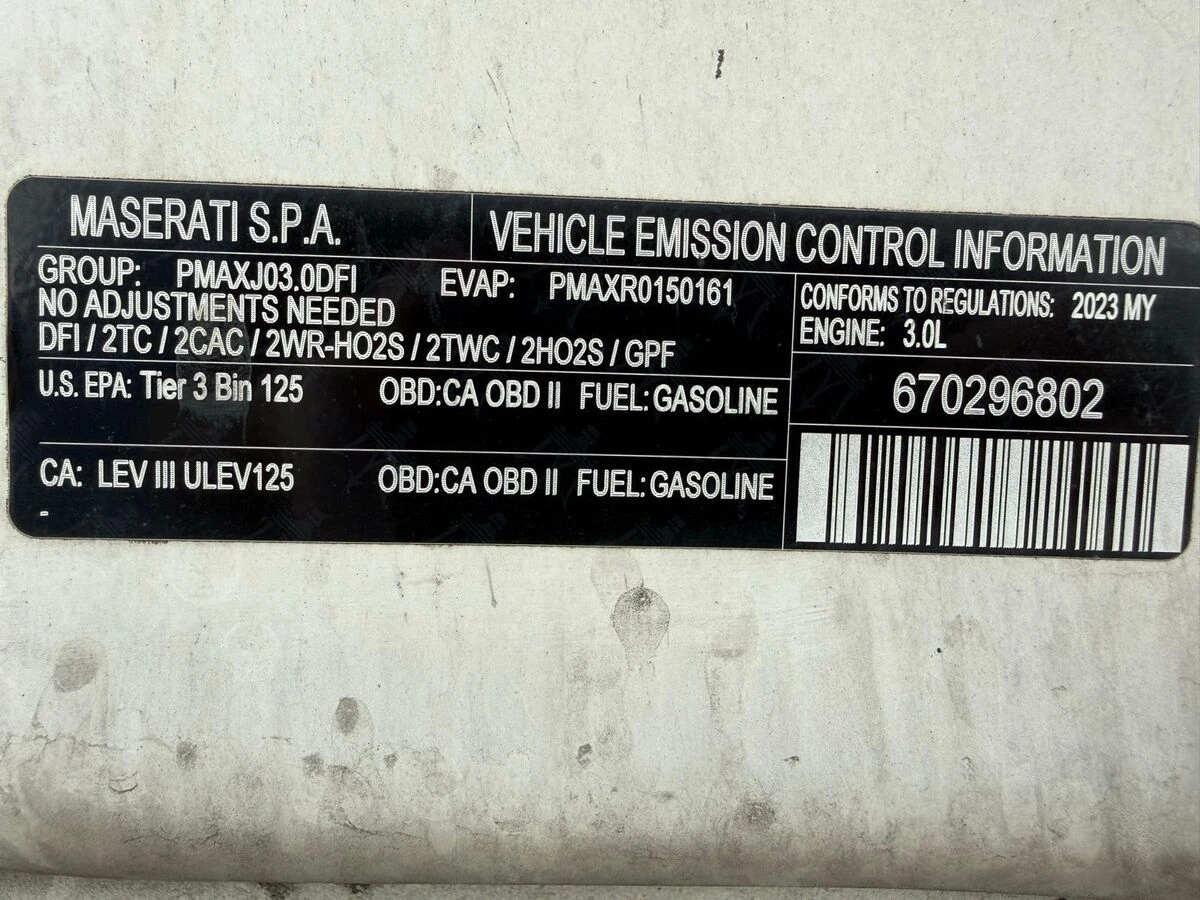 MASERATI S.P.A.
VEHICLE EMISSION CONTROL INFORMATION
GROUP: PMAXJ03.0DFI EVAP: PMAXR0150161
NO ADJUSTMENTS NEEDED
DFI / 2TC / 2CAC / 2WR-HO2S / 2TWC / 2HO2S / GPF
U.S. EPA: Tier 3 Bin 125 OBD:CA OBD II FUEL: GASOLINE
CA: LEV III ULEV125 OBD:CA OBD II FUEL: GASOLINE
CONFORMS TO REGULATIONS: 2023 MY
ENGINE: 3.0L
670296802